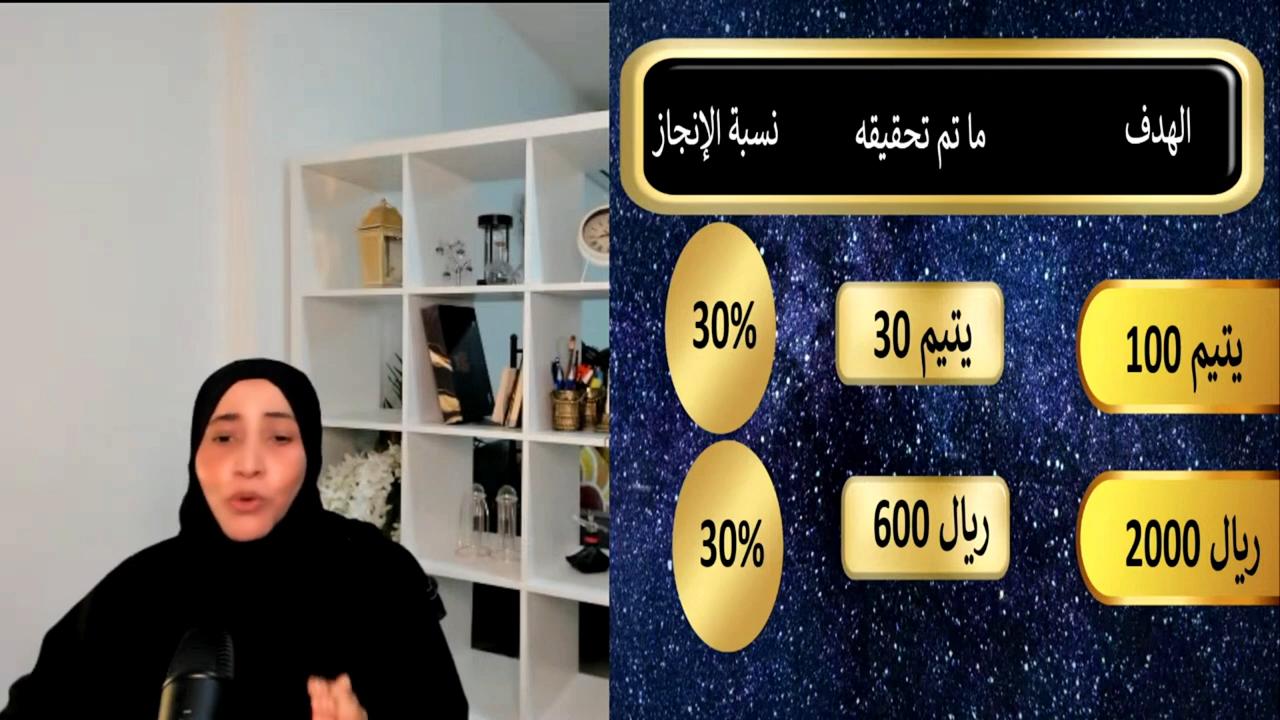 الهدف ما تم تحقيقه نسبة الإنجاز
100 يتيم 30 يتيم 30%
2000 ريال 600 ريال 30%